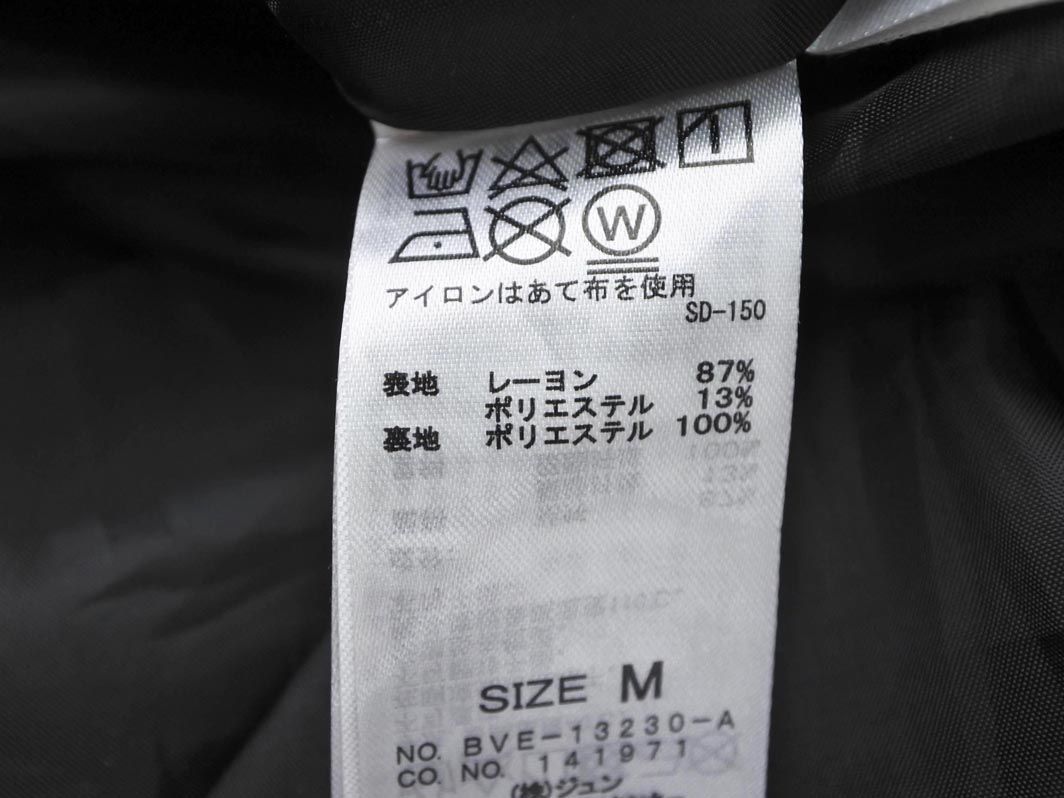 W
アイロンはあて布を使用
SD-150
表地 レーヨン 87%
ポリエステル 13%
裏地 ポリエステル 100%
SIZE M
NO. BVE-13230-A
CO. NO. 141971
(株)ジュン